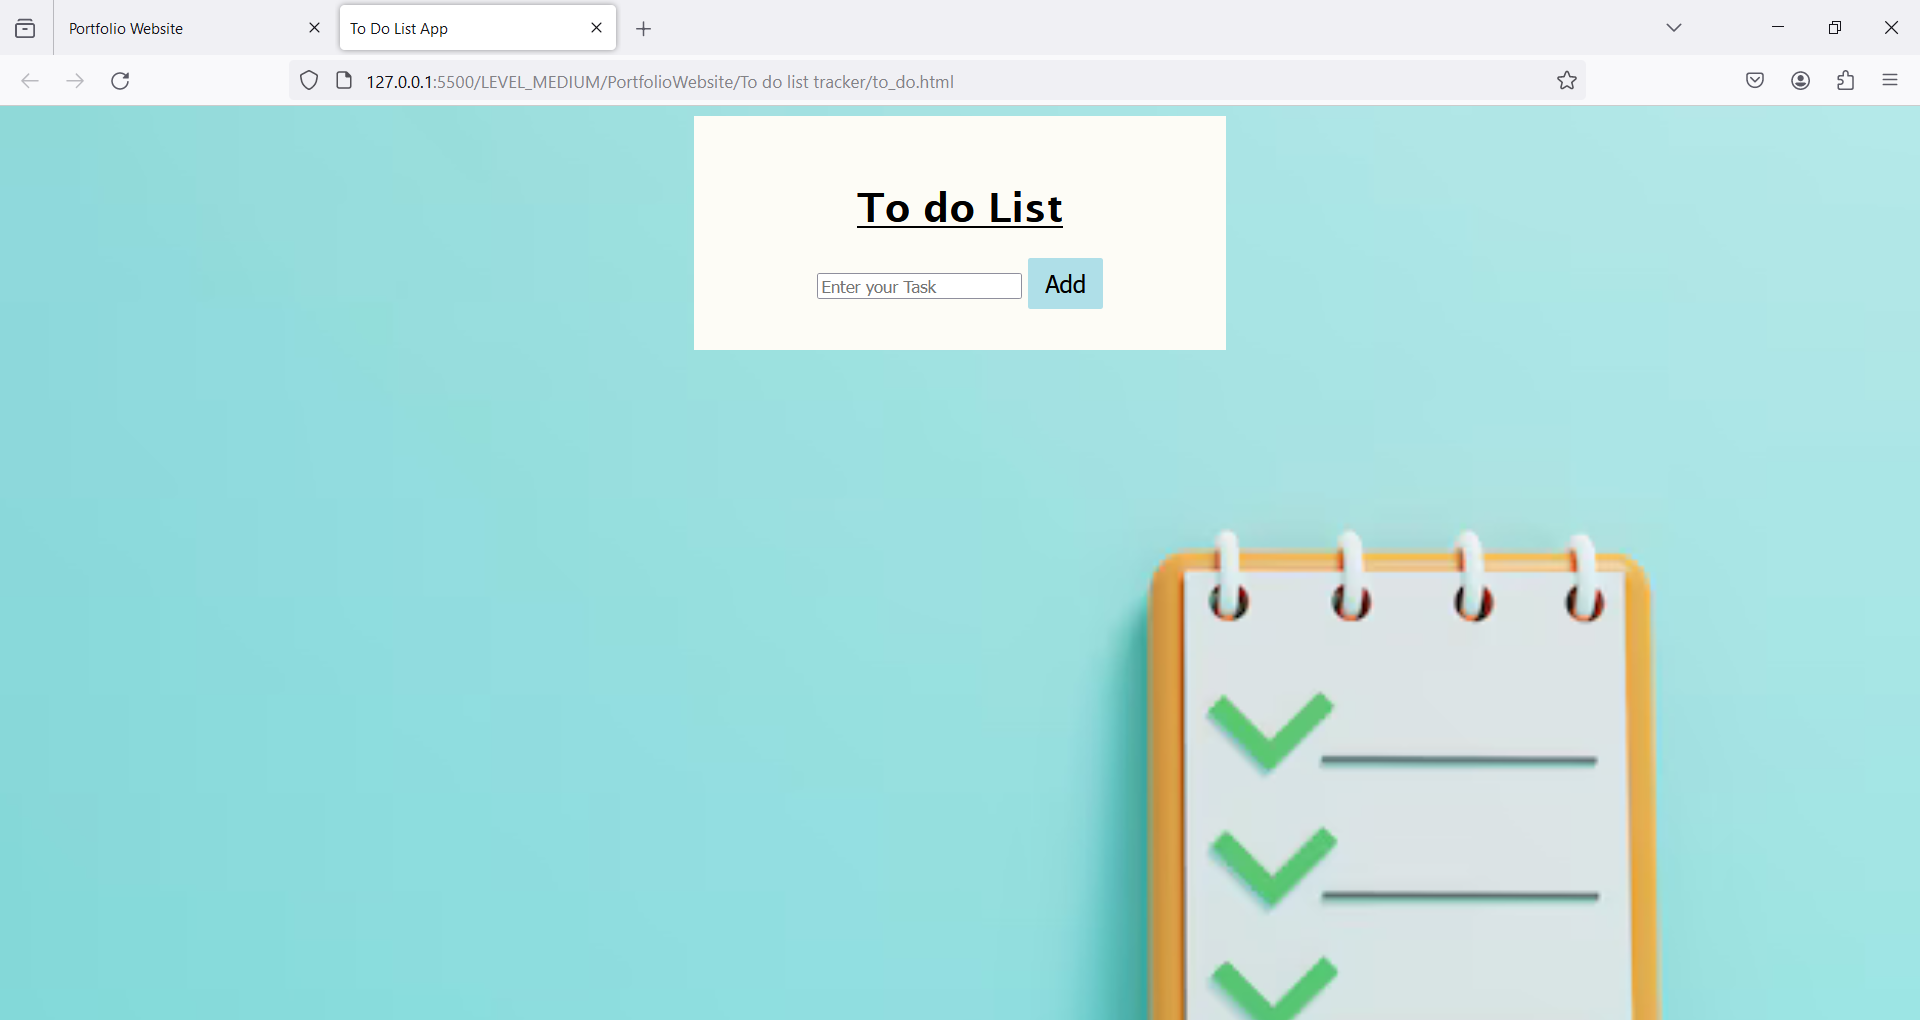 Portfolio Website
To Do List App
127.0.0.1:5500/LEVEL_MEDIUM/PortfolioWebsite/To do list tracker/to_do.html
To do List
Enter your Task
Add